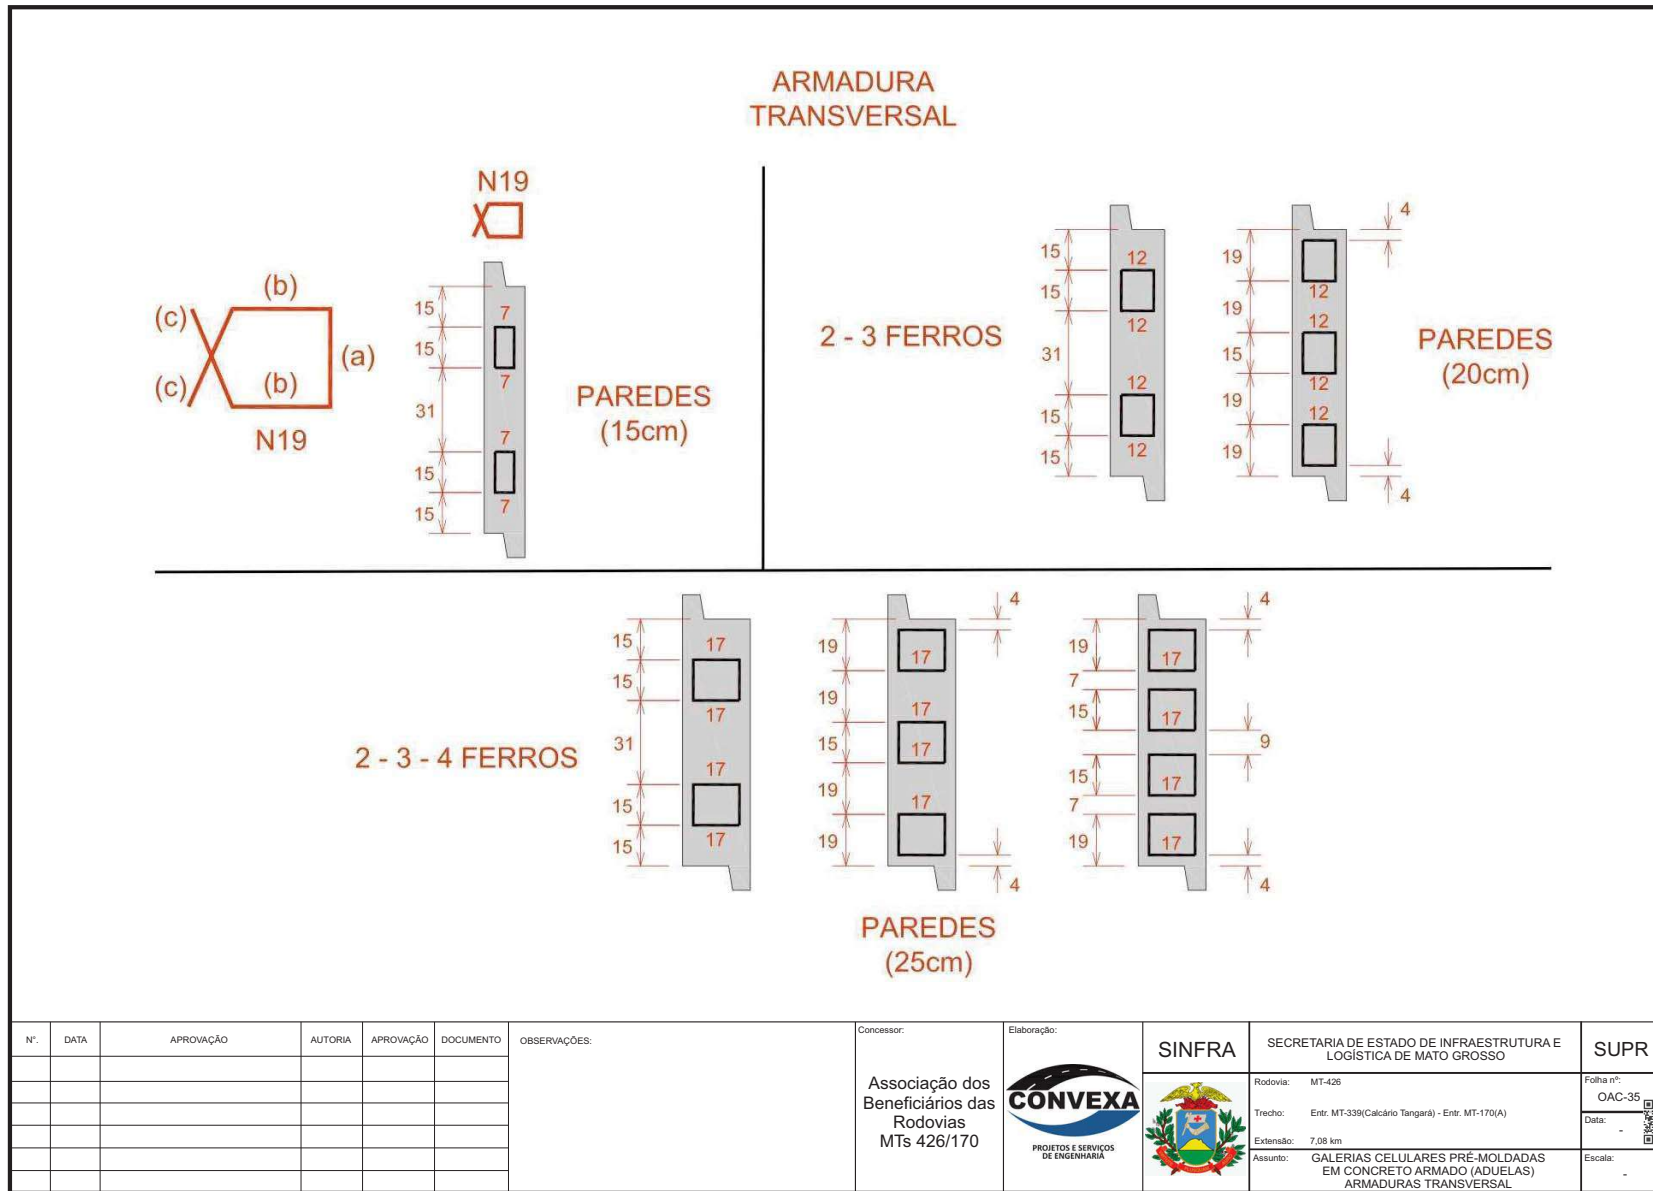 ARMADURA
TRANSVERSAL
N19
(b)
(c)
(a)
(c)
(b)
N19
15
15
31
15
15
7
7
7
7
PAREDES
(15cm)
2 - 3 FERROS
15
15
31
15
15
12
12
12
12
19
19
15
19
19
12
12
12
12
4
4
PAREDES
(20cm)
2 - 3 - 4 FERROS
15
15
31
15
15
17
17
17
17
19
19
15
19
19
17
17
17
17
4
4
19
7
15
15
7
19
17
17
17
17
4
9
4
PAREDES
(25cm)
N°.
DATA
APROVAÇÃO
AUTORIA
APROVAÇÃO
DOCUMENTO
OBSERVAÇÕES:
Concessor:
Associação dos
Beneficiários das
Rodovias
MTs 426/170
Elaboração:
CONVEXA
PROJETOS E SERVIÇOS
DE ENGENHARIA
SINFRA
SECRETARIA DE ESTADO DE INFRAESTRUTURA E
LOGÍSTICA DE MATO GROSSO
SUPR
Rodovia: MT-426
Trecho: Entr. MT-339(Calcário Tangará) - Entr. MT-170(A)
Extensão: 7,08 km
Assunto: GALERIAS CELULARES PRÉ-MOLDADAS
EM CONCRETO ARMADO (ADUELAS)
ARMADURAS TRANSVERSAL
Folha nº:
OAC-35
Data:
-
Escala:
-